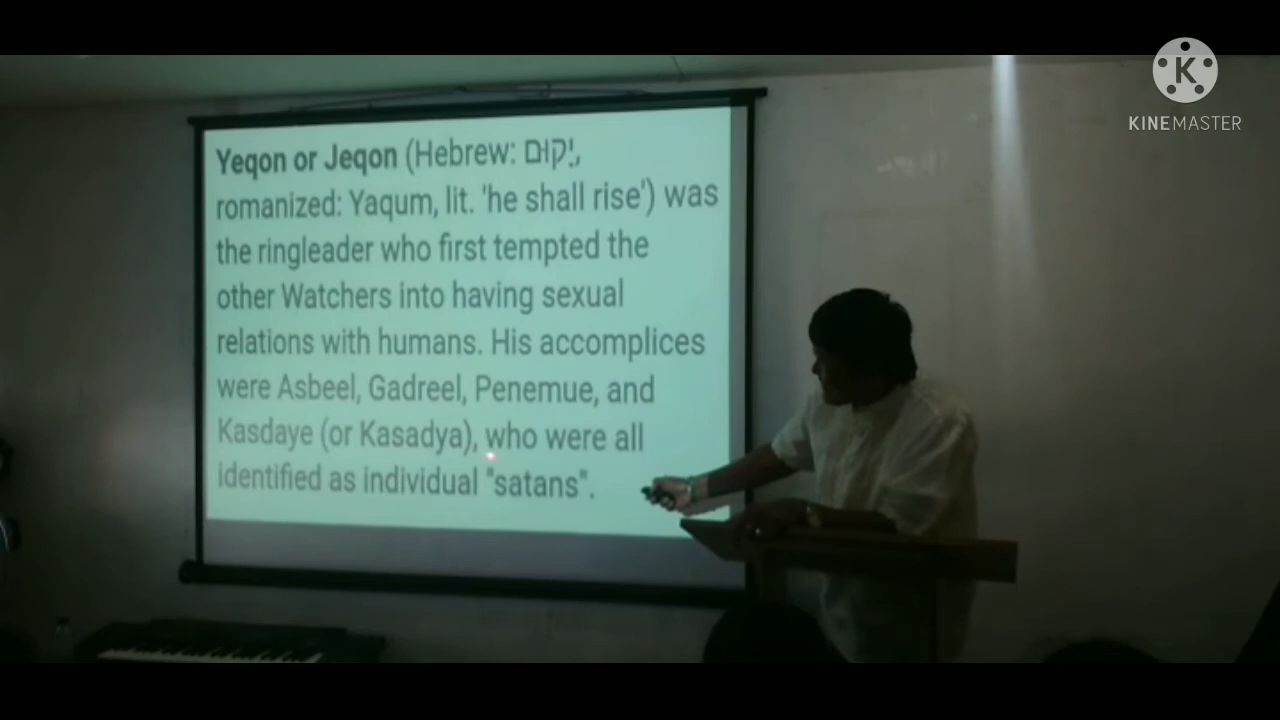 Yeqon or Jeqon (Hebrew: יָקוּם,
romanized: Yaqum, lit. 'he shall rise') was
the ringleader who first tempted the
other Watchers into having sexual
relations with humans. His accomplices
were Asbeel, Gadreel, Penemue, and
Kasdaye (or Kasadya), who were all
identified as individual "satans".
K
KINEMASTER